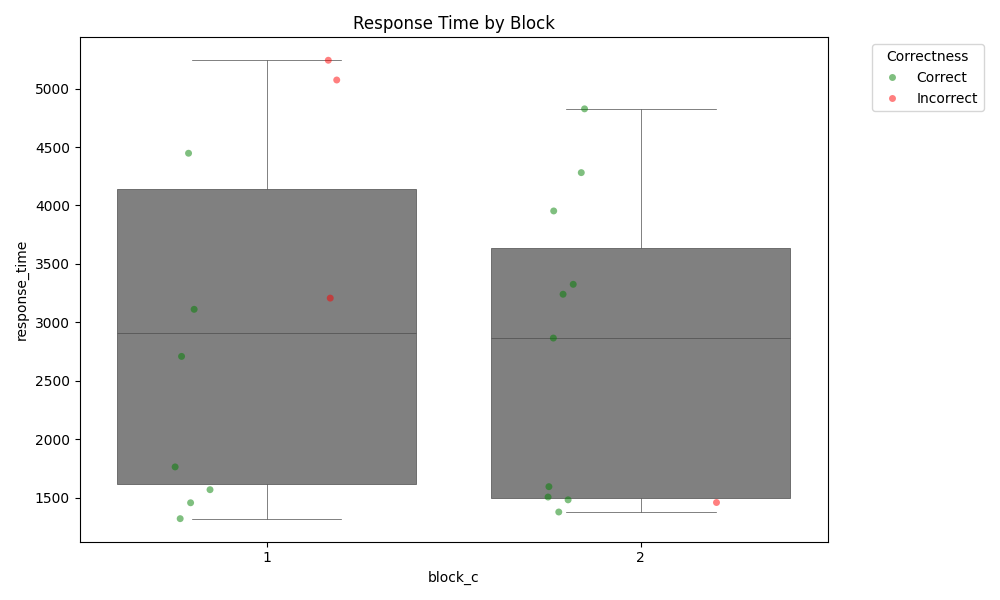 Response Time by Block
Correctness
Correct
Incorrect
response_time
5000
4500
4000
3500
3000
2500
2000
1500
1
2
block_c